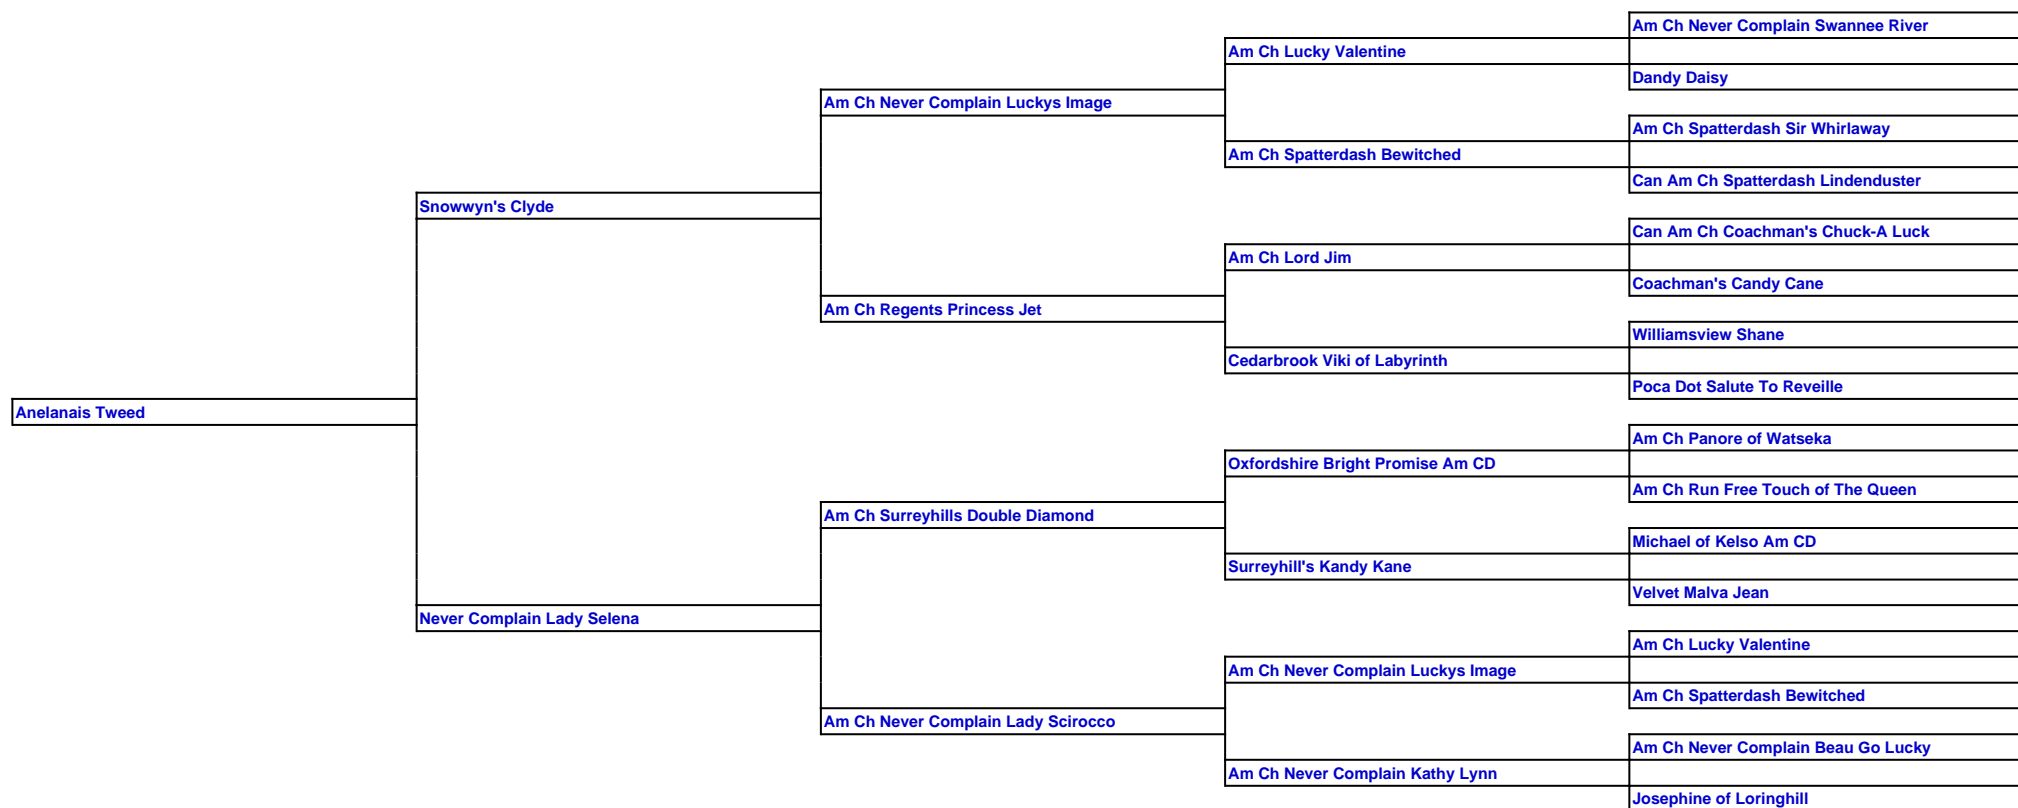 Am Ch Never Complain Swannee River
Am Ch Lucky Valentine
Dandy Daisy
Am Ch Never Complain Luckys Image
Am Ch Spatterdash Sir Whirlaway
Am Ch Spatterdash Bewitched
Can Am Ch Spatterdash Lindenduster
Snowwyn's Clyde
Can Am Ch Coachman's Chuck-A Luck
Am Ch Lord Jim
Coachman's Candy Cane
Am Ch Regents Princess Jet
Williamsview Shane
Cedarbrook Viki of Labyrinth
Poca Dot Salute To Reveille
Anelanais Tweed
Am Ch Panore of Watseka
Oxfordshire Bright Promise Am CD
Am Ch Run Free Touch of The Queen
Am Ch Surreyhills Double Diamond
Michael of Kelso Am CD
Surreyhill's Kandy Kane
Velvet Malva Jean
Never Complain Lady Selena
Am Ch Lucky Valentine
Am Ch Never Complain Luckys Image
Am Ch Spatterdash Bewitched
Am Ch Never Complain Lady Scirocco
Am Ch Never Complain Beau Go Lucky
Am Ch Never Complain Kathy Lynn
Josephine of Loringhill